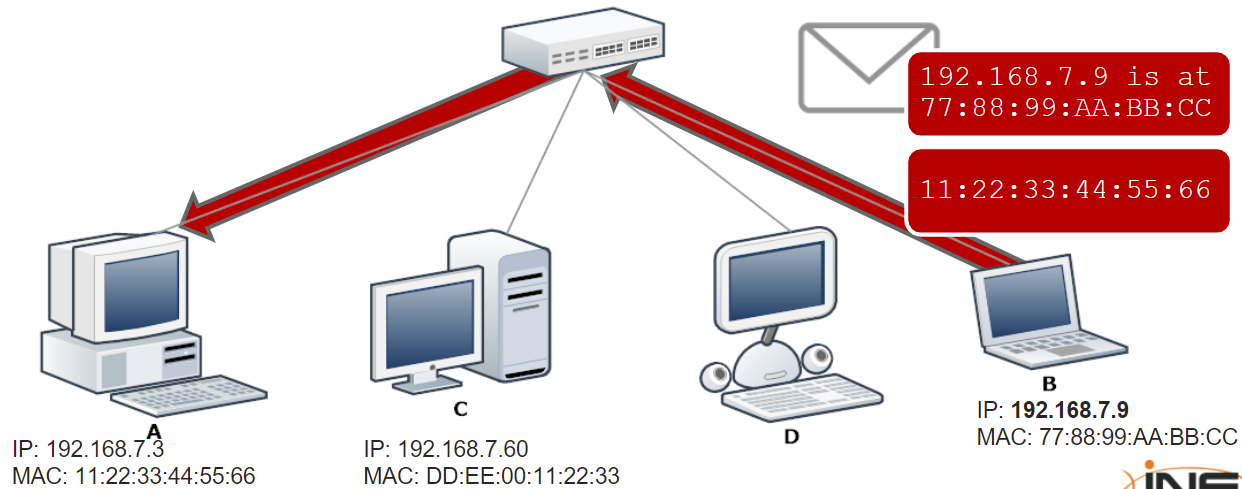 192.168.7.9 is at
77:88:99:AA:BB:CC
11:22:33:44:55:66
A
IP: 192.168.7.3
MAC: 11:22:33:44:55:66
C
IP: 192.168.7.60
MAC: DD:EE:00:11:22:33
D
B
IP: 192.168.7.9
MAC: 77:88:99:AA:BB:CC